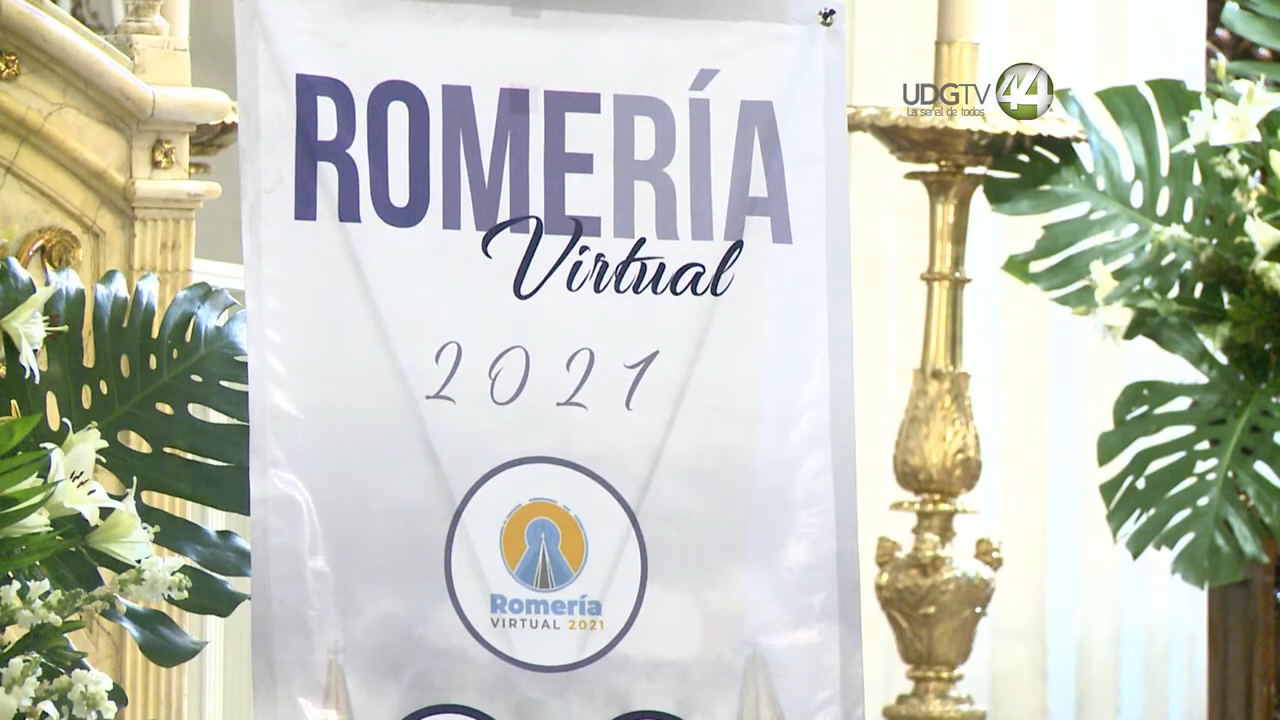 UDGTV 44
La señal de todos
ROMERÍA
Virtual
2021
Romería
VIRTUAL 2021